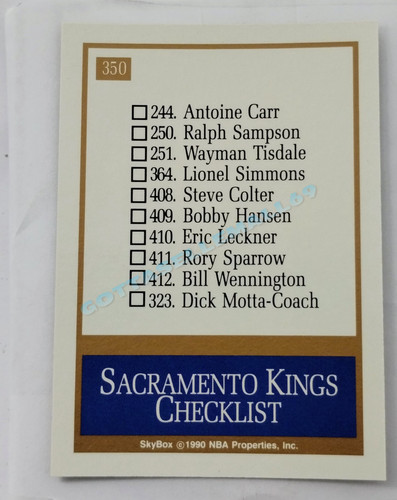 350
244. Antoine Carr
250. Ralph Sampson
251. Wayman Tisdale
364. Lionel Simmons
408. Steve Colter
409. Bobby Hansen
410. Eric Leckner
411. Rory Sparrow
412. Bill Wennington
323. Dick Motta-Coach
SACRAMENTO KINGS
CHECKLIST
SkyBox ©1990 NBA Properties, Inc.